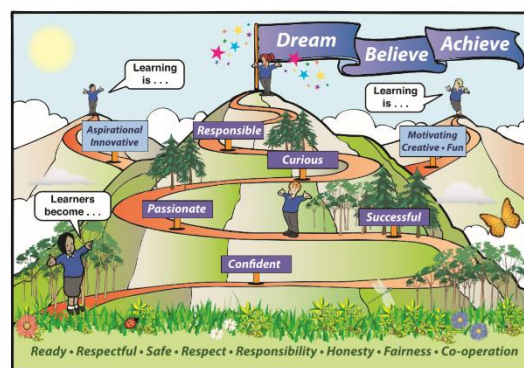 Dream
Believe
Achieve
Learning
is . . .
Learning
is . . .
Aspirational
Innovative
Responsible
Motivating
Creative • Fun
Curious
Learners
become . . .
Passionate
Successful
Confident
Ready • Respectful • Safe • Respect • Responsibility • Honesty • Fairness • Co-operation